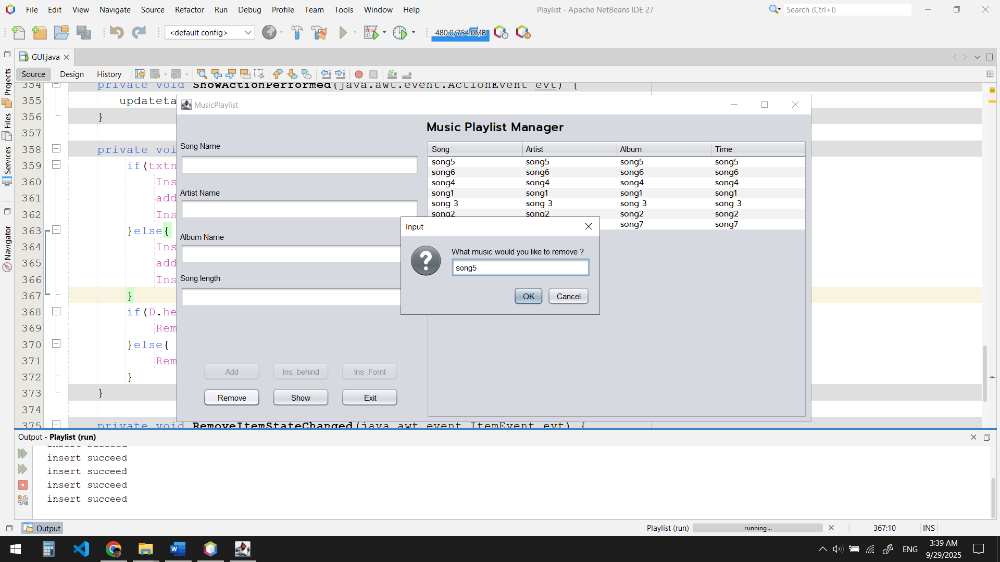 File Edit View Navigate Source Refactor Run Debug Profile Team Tools Window Help
Playlist - Apache NetBeans IDE 27
Search (Ctrl+I)
<default config>
480.0/754.0MB
GUI.java
Source Design History
Projects
Files
Services
Navigator
354 private void ShowActionPerformed(java.awt.event.ActionEvent evt) {
355 updateta
356 }
357
358 private voi
359 if(txtn
360 Ins
361 add
362 Ins
363 }else{
364 Ins
365 add
366 Ins
367 }
368 if(D.he
369 Rem
370 }else{
371 Rem
372 }
373 }
374
375 private void RemoveItemStateChanged(java.awt.event.ItemEvent evt) {
MusicPlaylist
Music Playlist Manager
Song Name
Artist Name
Album Name
Song length
Add Ins_behind Ins_Fornt
Remove Show Exit
Song Artist Album Time
song5 song5 song5 song5
song6 song6 song6 song6
song4 song4 song4 song4
song1 song1 song1 song1
song 3 song 3 song 3 song 3
song2 song2 song2 song2
song7 song7
Input
What music would you like to remove ?
song5
OK Cancel
Output - Playlist (run)
insert succeed
insert succeed
insert succeed
insert succeed
insert succeed
Output
Playlist (run) running...
367:10 INS
ENG
3:39 AM
9/29/2025